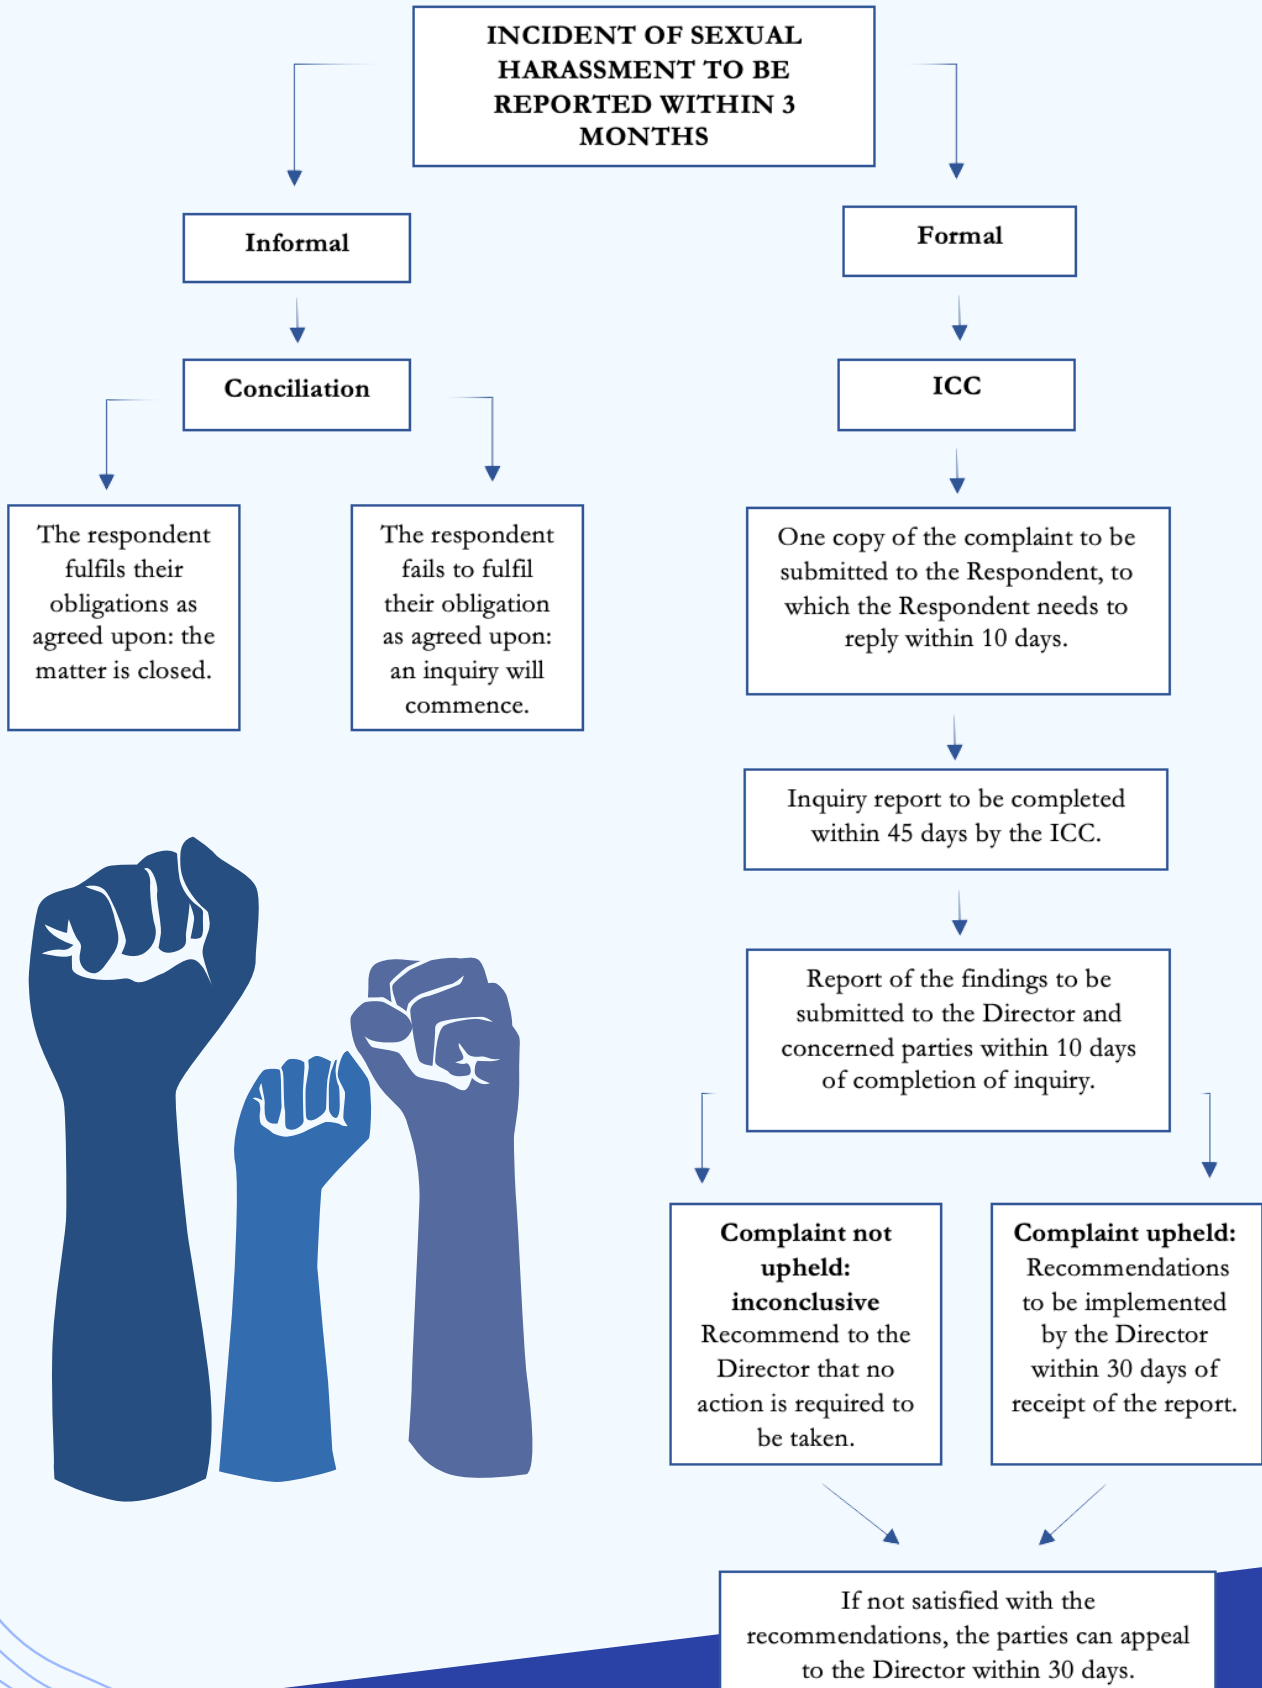 INCIDENT OF SEXUAL
HARASSMENT TO BE
REPORTED WITHIN 3
MONTHS
Informal
Formal
Conciliation
ICC
The respondent
fulfils their
obligations as
agreed upon: the
matter is closed.
The respondent
fails to fulfil
their obligation
as agreed upon:
an inquiry will
commence.
One copy of the complaint to be
submitted to the Respondent, to
which the Respondent needs to
reply within 10 days.
Inquiry report to be completed
within 45 days by the ICC.
Report of the findings to be
submitted to the Director and
concerned parties within 10 days
of completion of inquiry.
Complaint not
upheld:
inconclusive
Recommend to the
Director that no
action is required to
be taken.
Complaint upheld:
Recommendations
to be implemented
by the Director
within 30 days of
receipt of the report.
If not satisfied with the
recommendations, the parties can appeal
to the Director within 30 days.